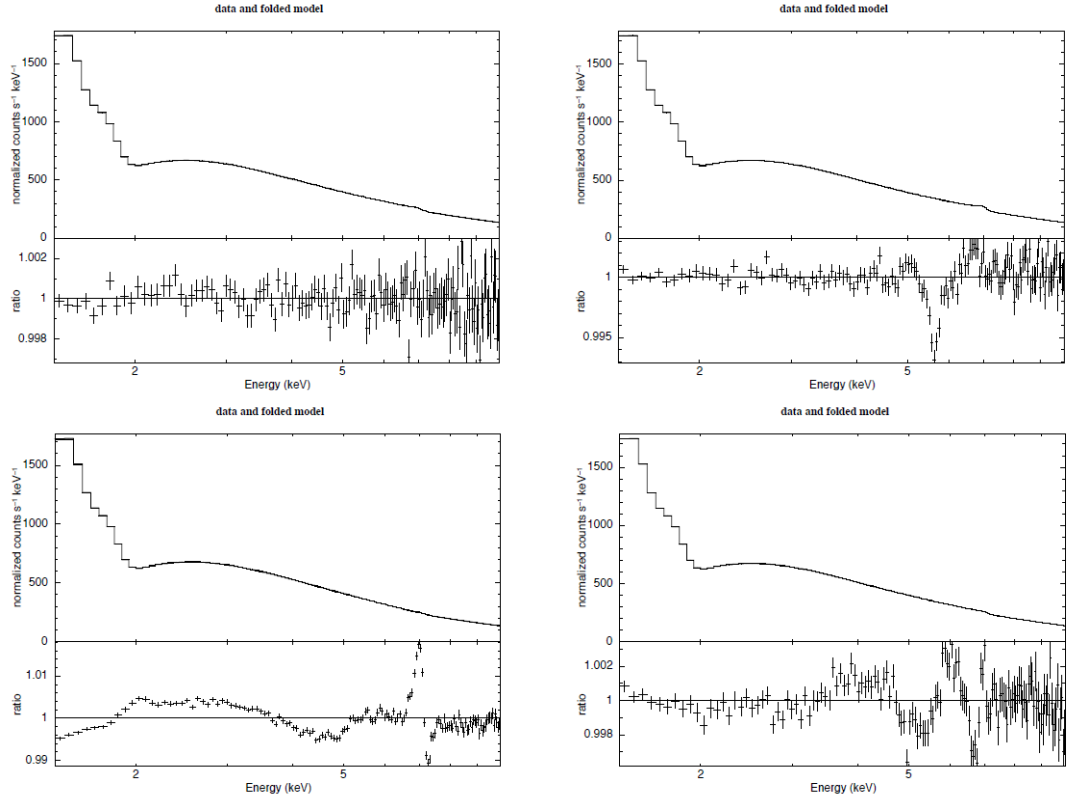 data and folded model
normalized counts s⁻¹ keV⁻¹
1500
1000
500
0
ratio
1.002
1
0.998
2
5
Energy (keV)
data and folded model
normalized counts s⁻¹ keV⁻¹
1500
1000
500
0
ratio
1
0.995
2
5
Energy (keV)
data and folded model
normalized counts s⁻¹ keV⁻¹
1500
1000
500
0
ratio
1.01
1
0.99
2
5
Energy (keV)
data and folded model
normalized counts s⁻¹ keV⁻¹
1500
1000
500
0
ratio
1.002
1
0.998
2
5
Energy (keV)